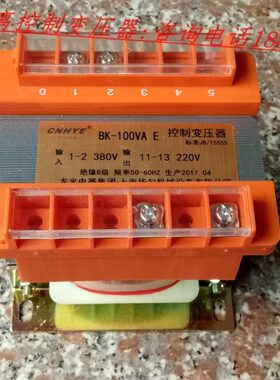 控制变压器:咨询电话18
5 4 3 2 1 0
CNHYE
BK-100VA E 控制变压器
标准JB/T5555
输入 1-2 380V 输出 11-13 220V
绝缘B级 频率50-60HZ 生产2017.04